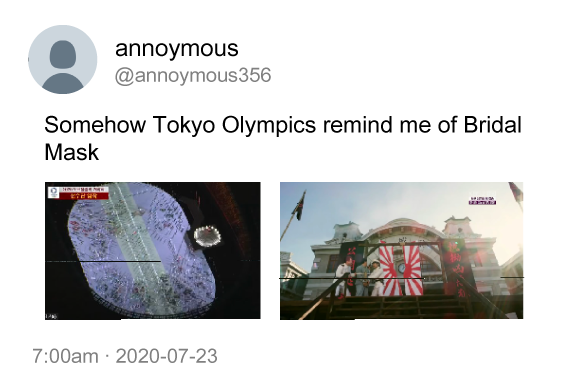 annoymous
@annoymous356
Somehow Tokyo Olympics remind me of Bridal
Mask
7:00am · 2020-07-23